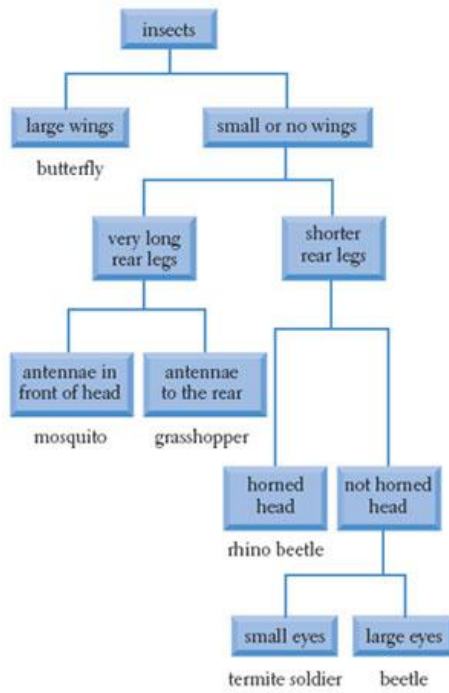 insects
large wings
small or no wings
butterfly
very long
rear legs
shorter
rear legs
antennae in
front of head
antennae
to the rear
mosquito
grasshopper
horned
head
not horned
head
rhino beetle
small eyes
large eyes
termite soldier
beetle